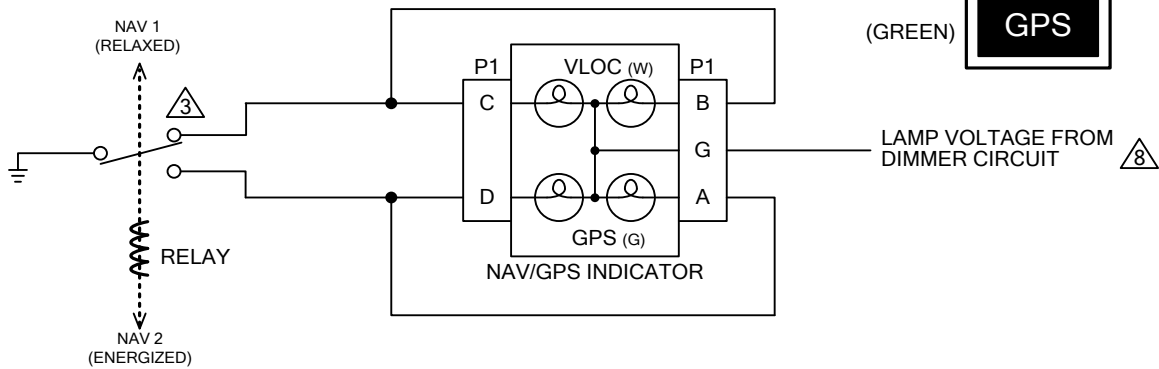 NAV 1
(RELAXED)
3
RELAY
NAV 2
(ENERGIZED)
P1
VLOC (W)
P1
C
B
G
D
A
GPS (G)
NAV/GPS INDICATOR
(GREEN)
GPS
LAMP VOLTAGE FROM
DIMMER CIRCUIT
8